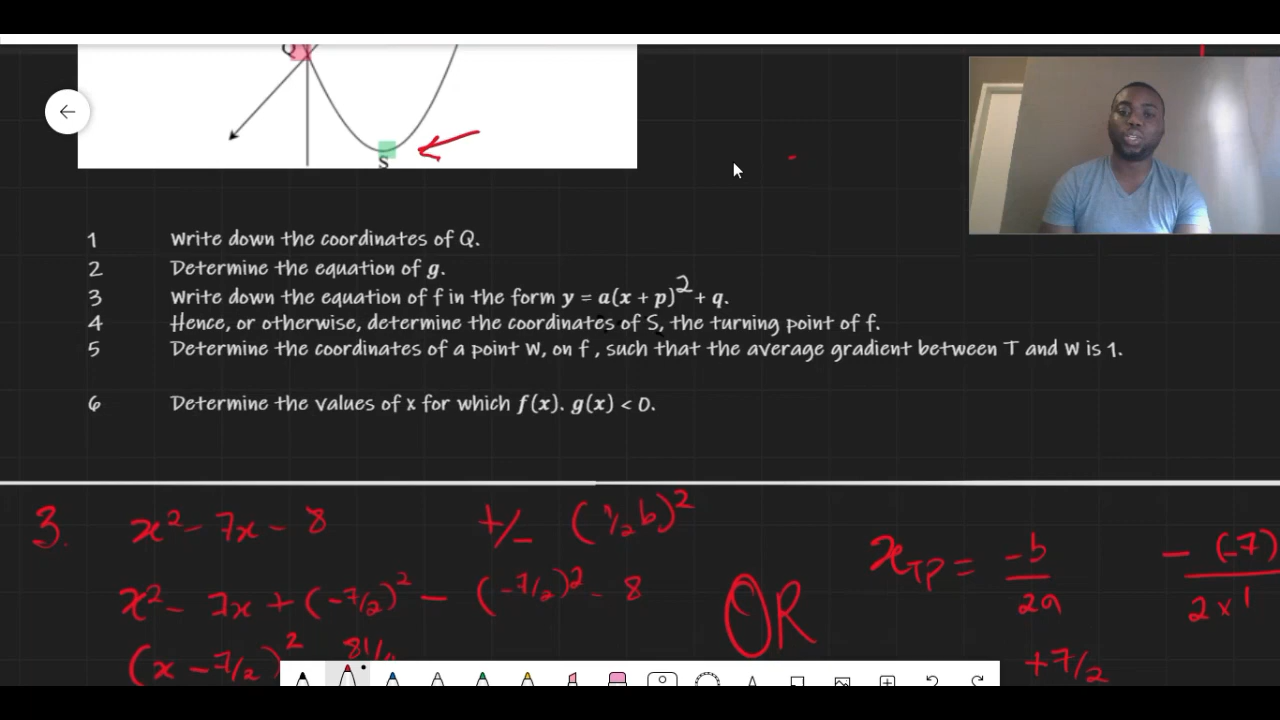 Q
S
1 Write down the coordinates of Q.
2 Determine the equation of g.
3 Write down the equation of f in the form y = a(x + p)² + q.
4 Hence, or otherwise, determine the coordinates of S, the turning point of f.
5 Determine the coordinates of a point W, on f , such that the average gradient between T and W is 1.
6 Determine the values of x for which f(x). g(x) < 0.
3. x² - 7x - 8 +/- (½b)²
x² - 7x + (-7/2)² - (-7/2)² - 8
(x - 7/2)²
OR
x_TP = -b/2a - (-7)/2×1
+7/2